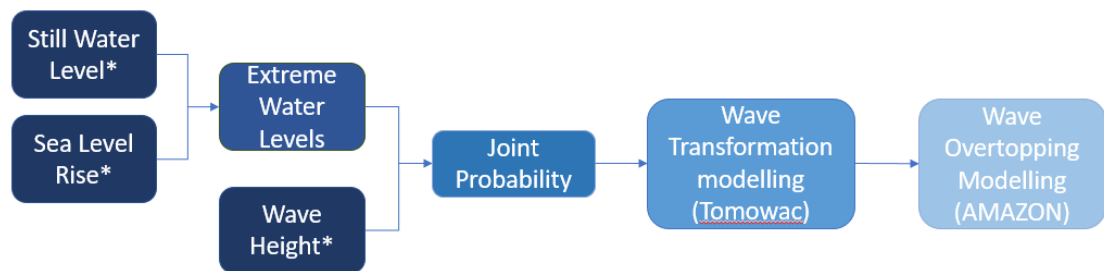 Still Water
Level*
Sea Level
Rise*
Extreme
Water
Levels
Wave
Height*
Joint
Probability
Wave
Transformation
modelling
(Tomowac)
Wave
Overtopping
Modelling
(AMAZON)